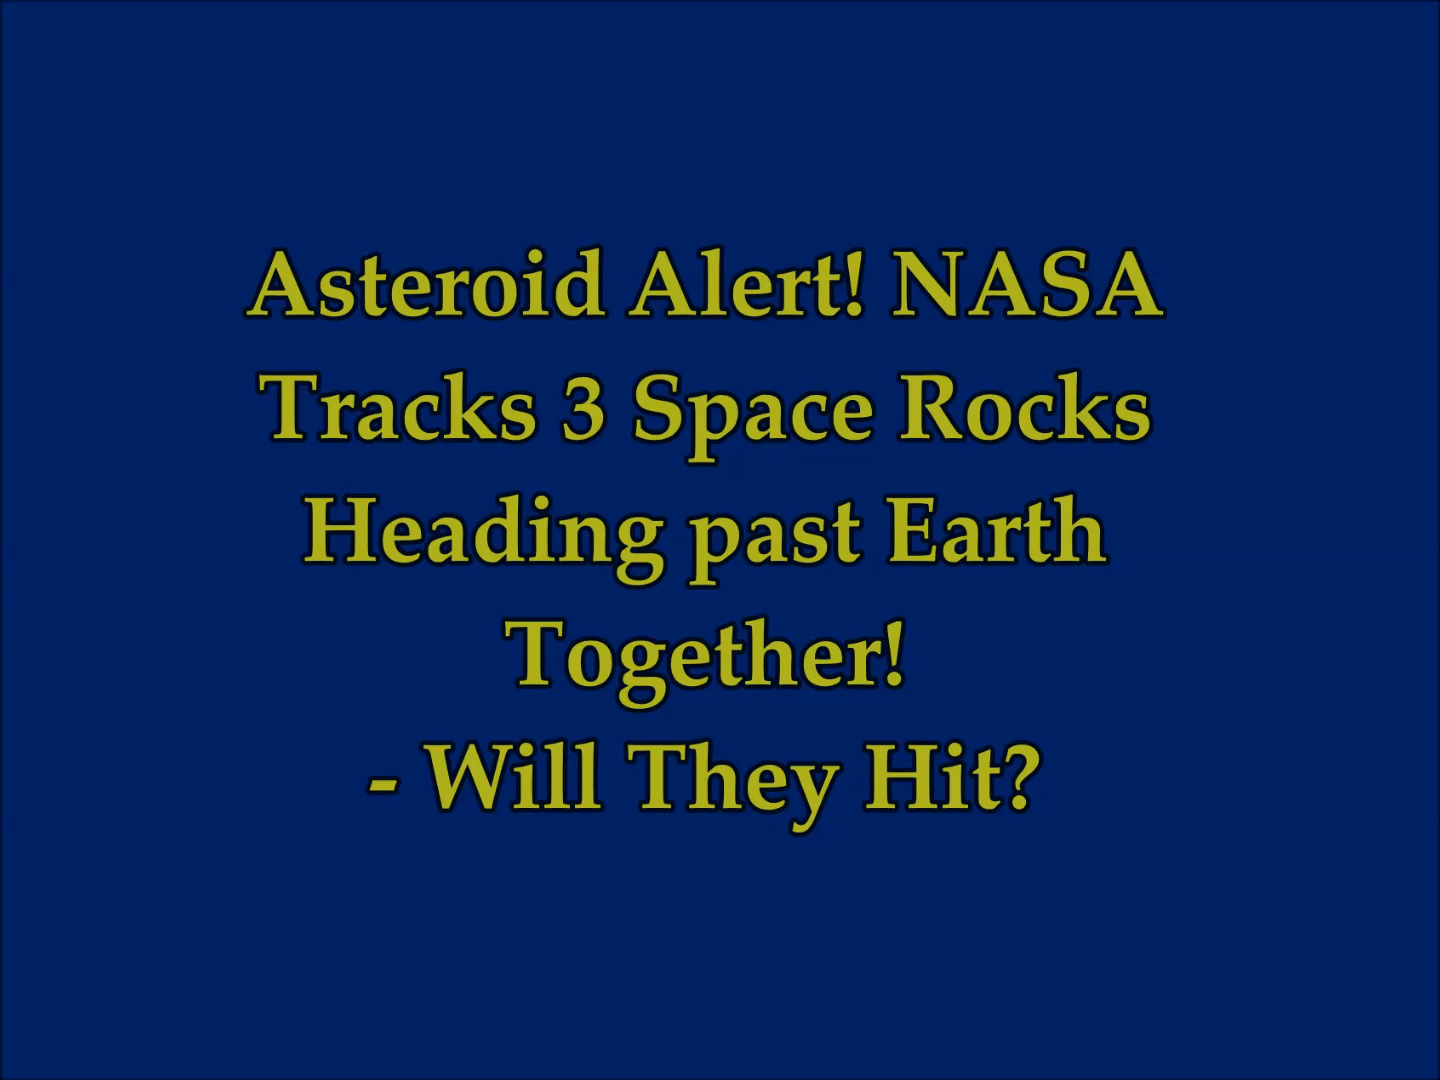 Asteroid Alert! NASA
Tracks 3 Space Rocks
Heading past Earth
Together!
- Will They Hit?